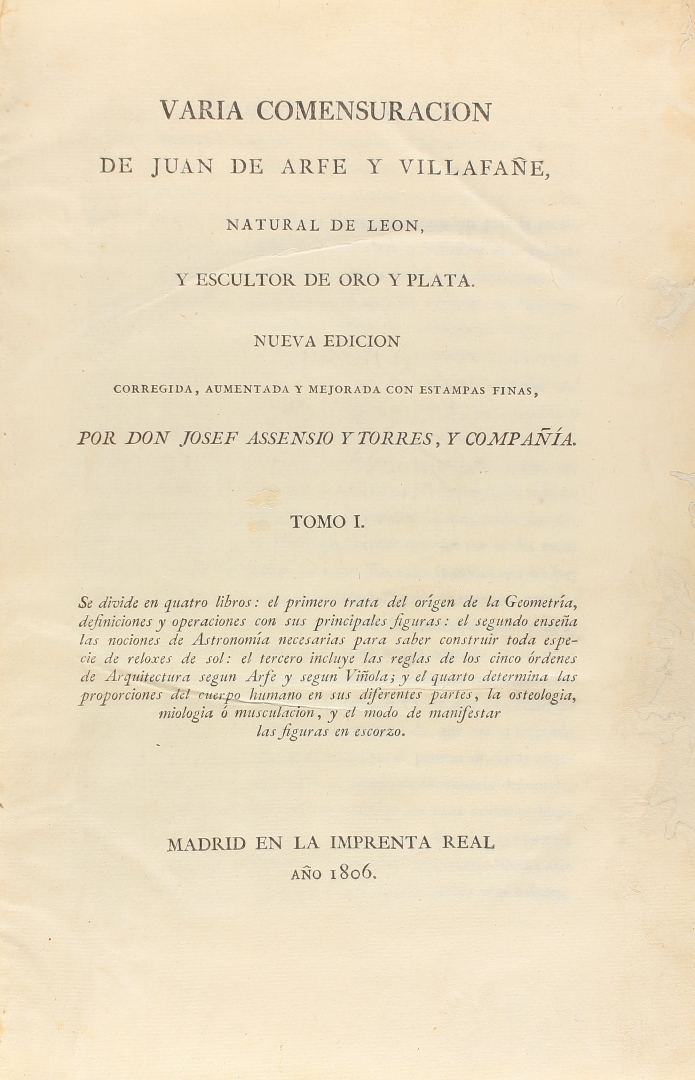 VARIA COMENSURACION
DE JUAN DE ARFE Y VILLAFAÑE,
NATURAL DE LEON,
Y ESCULTOR DE ORO Y PLATA.
NUEVA EDICION
CORREGIDA, AUMENTADA Y MEJORADA CON ESTAMPAS FINAS,
POR DON JOSEF ASSENSIO Y TORRES, Y COMPAÑÍA.
TOMO I.
Se divide en quatro libros: el primero trata del orígen de la Geometría,
definiciones y operaciones con sus principales figuras: el segundo enseña
las nociones de Astronomía necesarias para saber construir toda espe-
cie de reloxes de sol: el tercero incluye las reglas de los cinco órdenes
de Arquitectura segun Arfe y segun Viñola; y el quarto determina las
proporciones del cuerpo humano en sus diferentes partes, la osteologia,
miologia ó musculacion, y el modo de manifestar
las figuras en escorzo.
MADRID EN LA IMPRENTA REAL
AÑO 1806.